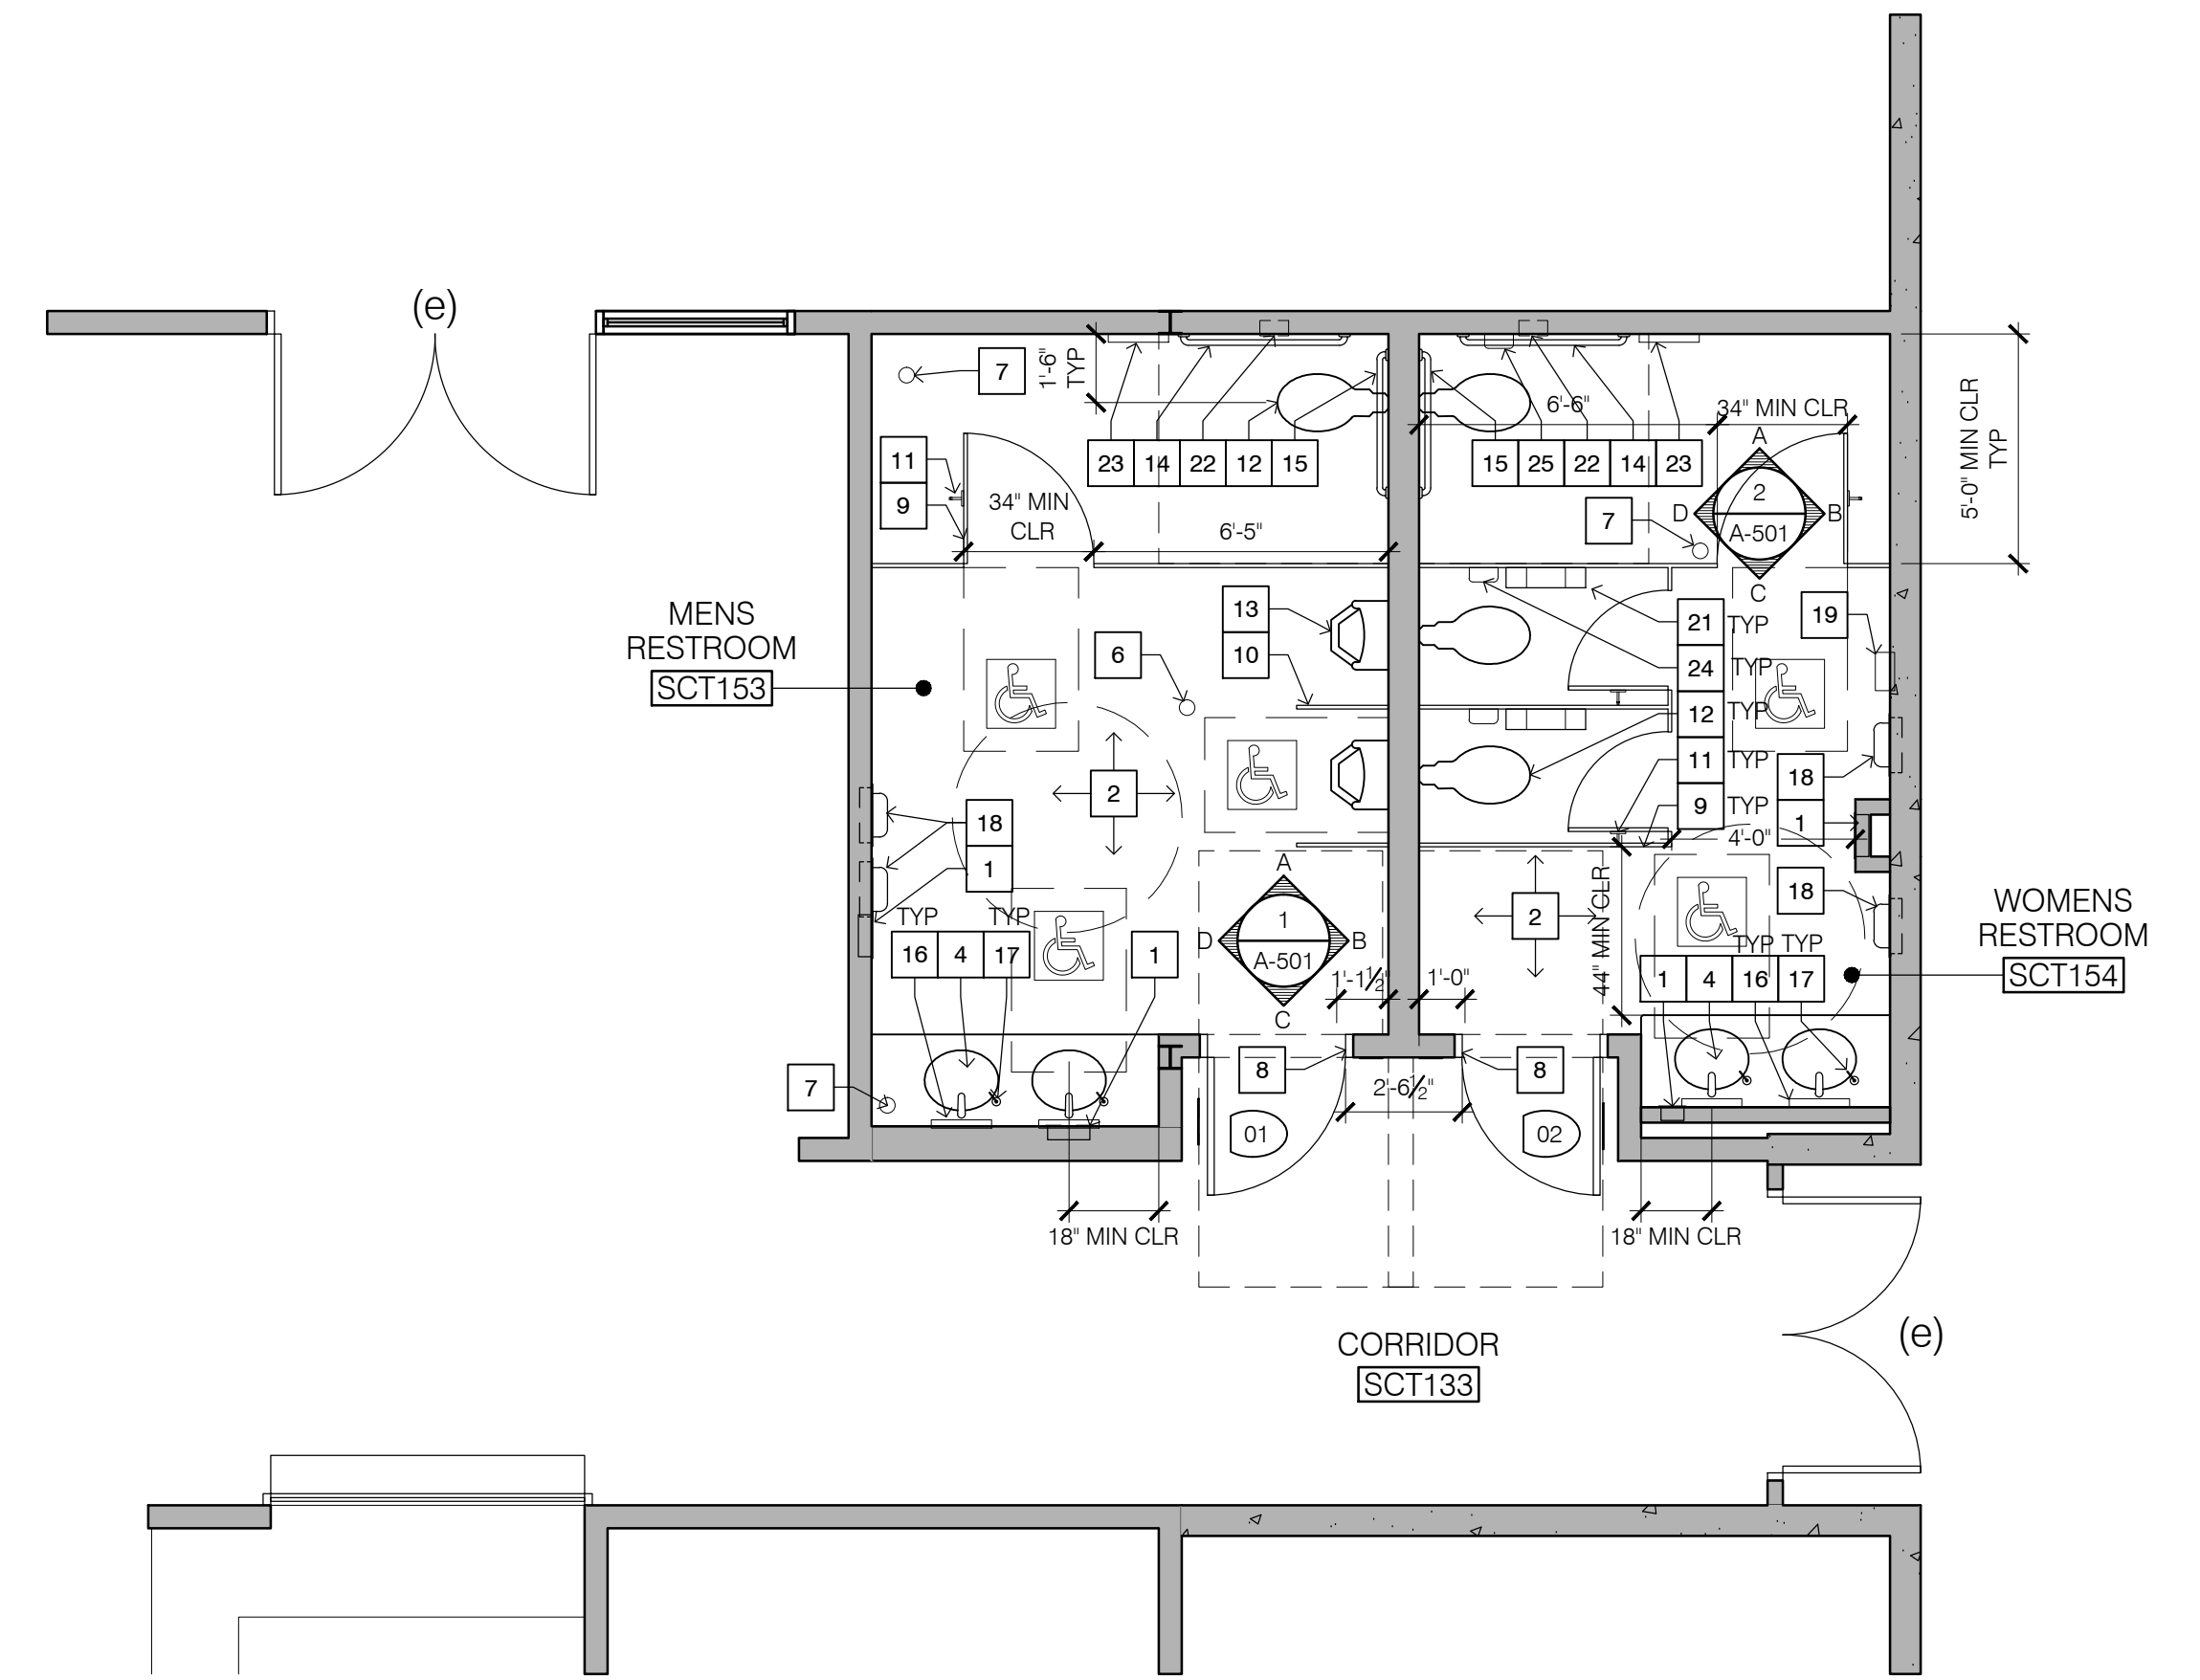 (e)
1'-6"
TYP
7
11
9
34" MIN
CLR
23 14 22 12 15
6'-5"
15 25 22 14 23
6'-6"
34" MIN CLR
5'-0" MIN CLR
TYP
7
A
D 2 B
A-501
C
MENS
RESTROOM
SCT153
6
13
10
21 TYP
24 TYP
12 TYP
11 TYP
9 TYP
19
18
1
4'-0"
18
2
18
1
TYP TYP
16 4 17
1
A
D 1 B
A-501
C
1'-1½"
1'-0"
2
44" MIN CLR
TYP TYP
1 4 16 17
WOMENS
RESTROOM
SCT154
7
8
8
2'-6½"
01
02
18" MIN CLR
18" MIN CLR
CORRIDOR
SCT133
(e)